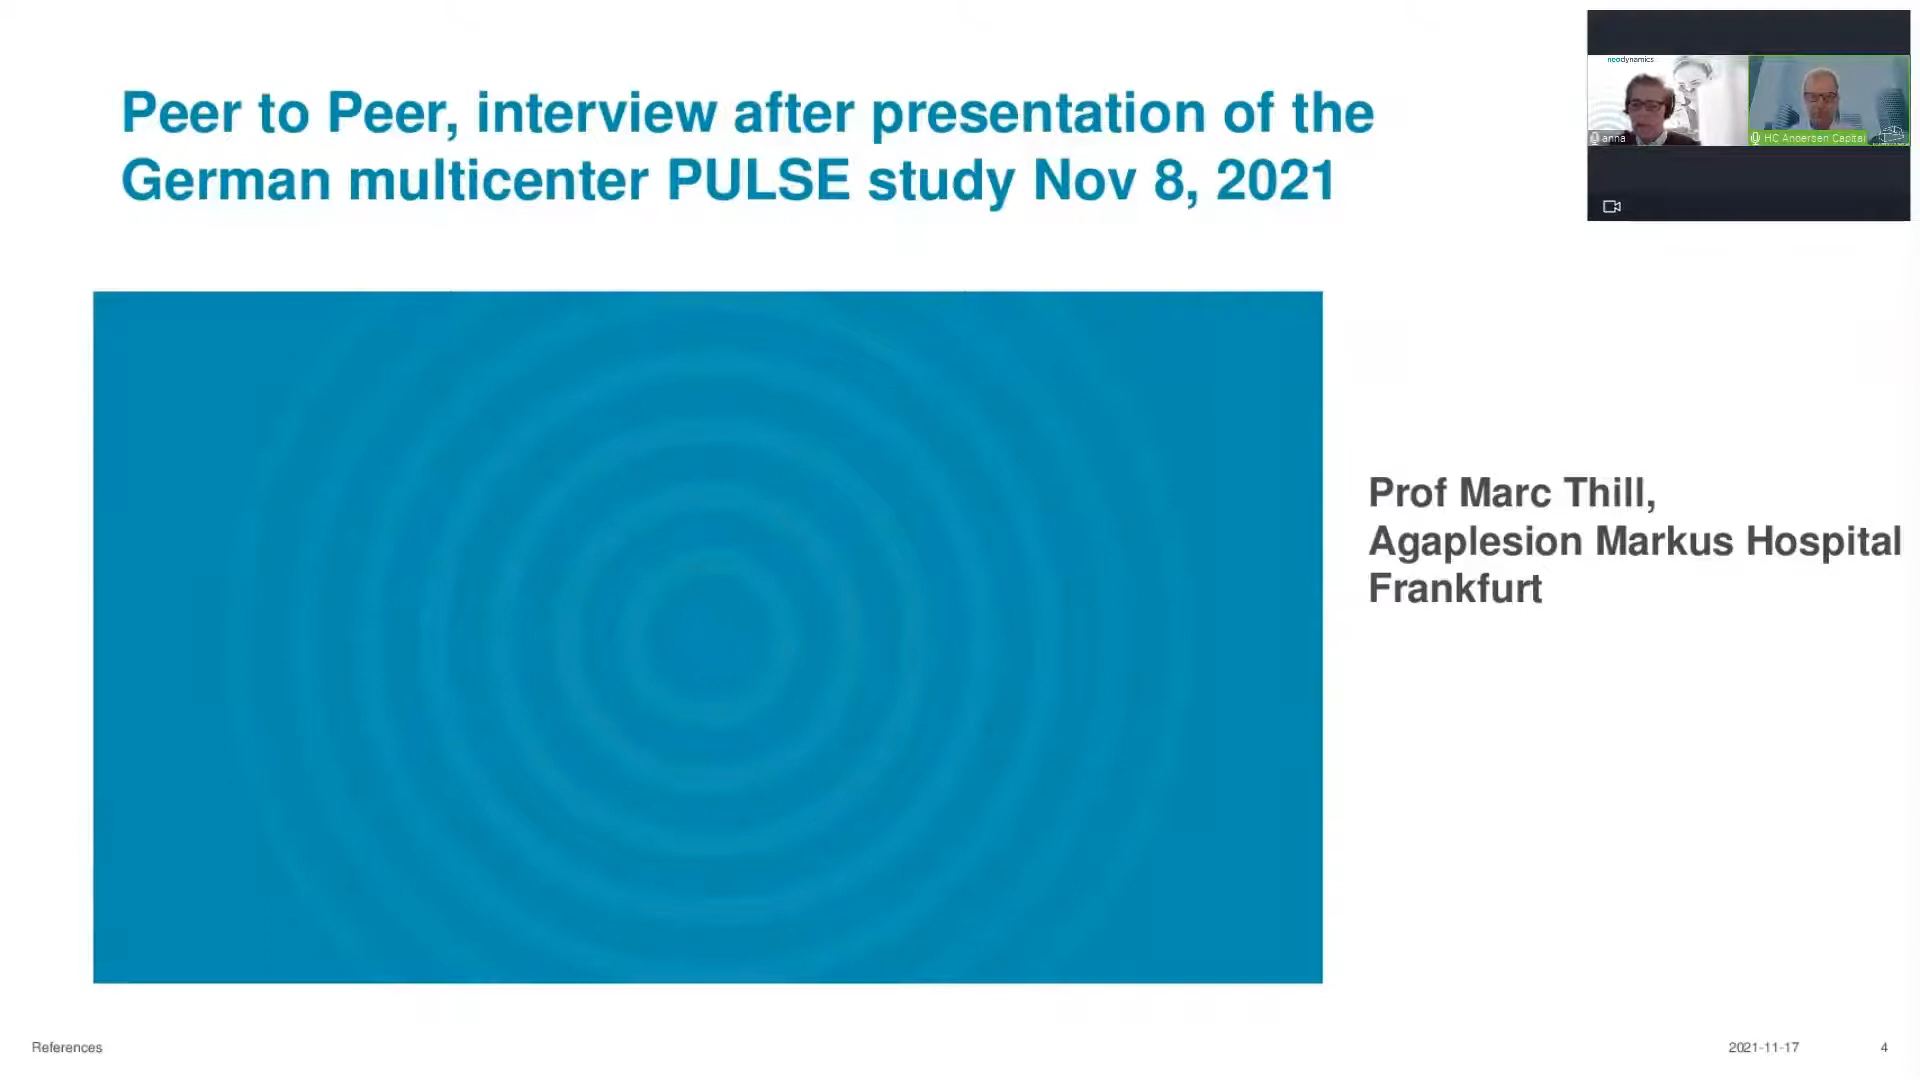 Peer to Peer, interview after presentation of the
German multicenter PULSE study Nov 8, 2021
neodynamics
anna
HC Andersen Capital
Prof Marc Thill,
Agaplesion Markus Hospital
Frankfurt
References
2021-11-17
4